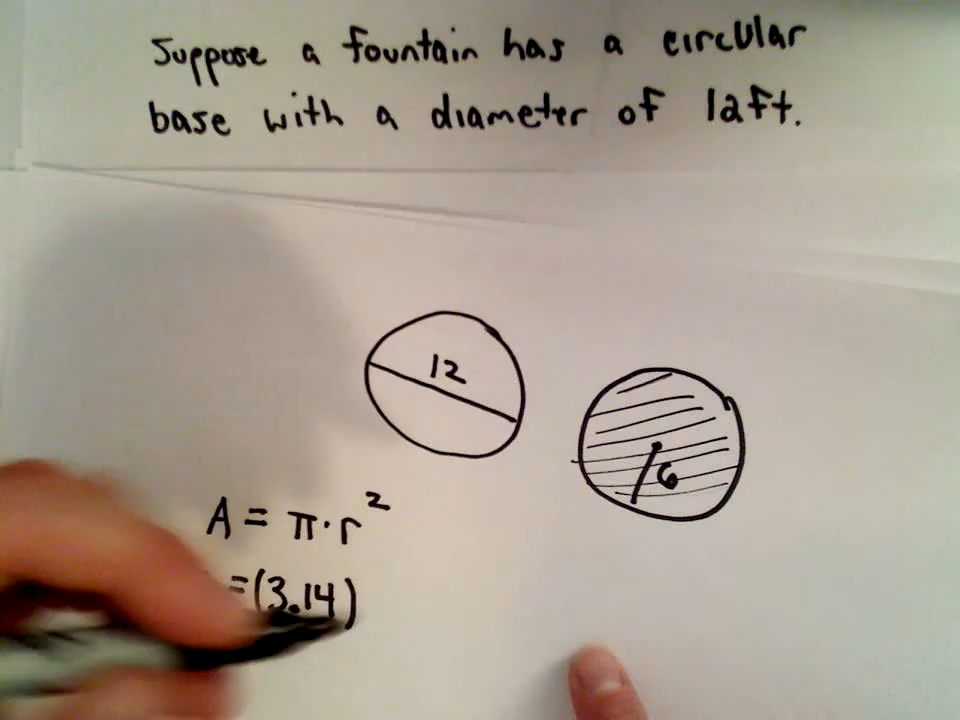 Suppose a fountain has a circular
base with a diameter of 12ft.
12
6
A = π·r²
=(3.14)